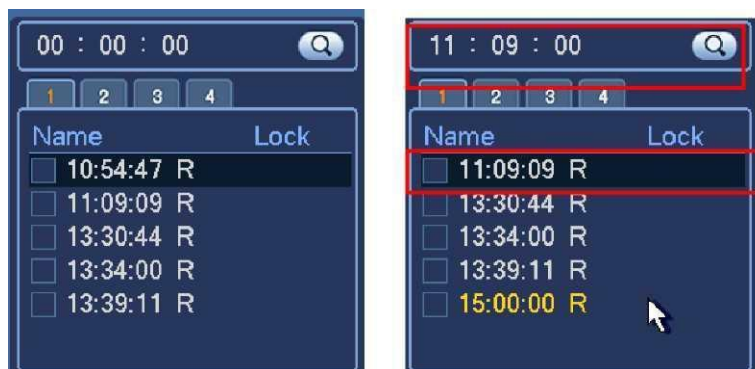 00 : 00 : 00
1 2 3 4
Name Lock
10:54:47 R
11:09:09 R
13:30:44 R
13:34:00 R
13:39:11 R
11 : 09 : 00
1 2 3 4
Name Lock
11:09:09 R
13:30:44 R
13:34:00 R
13:39:11 R
15:00:00 R